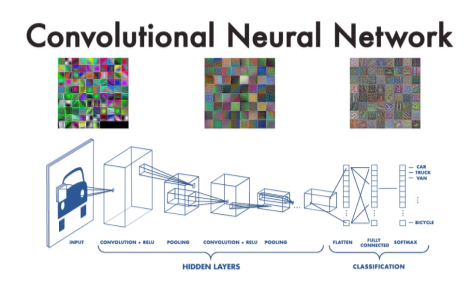 Convolutional Neural Network
CAR
TRUCK
VAN
BICYCLE
INPUT
CONVOLUTION + RELU
POOLING
CONVOLUTION + RELU
POOLING
FLATTEN
FULLY
CONNECTED
SOFTMAX
HIDDEN LAYERS
CLASSIFICATION